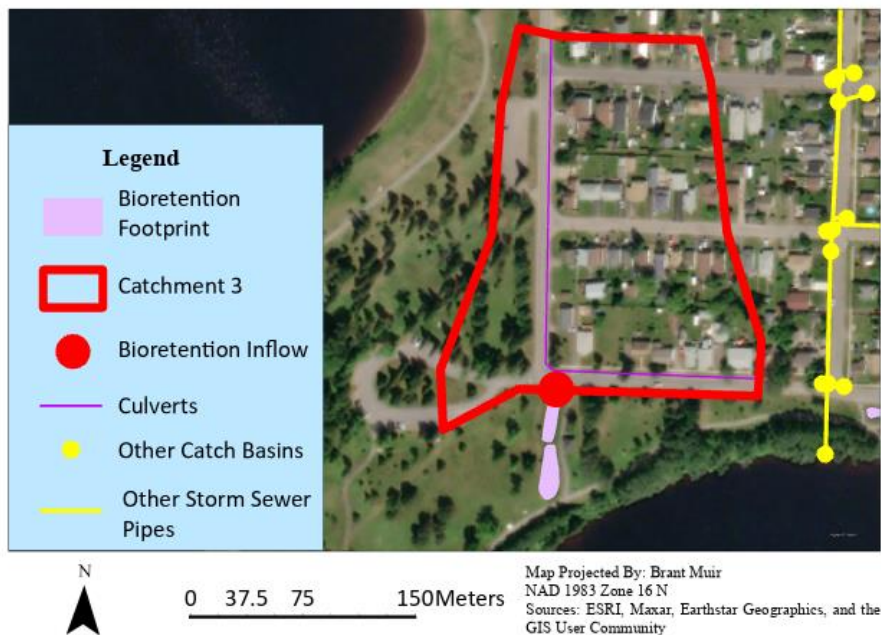 Legend
Bioretention
Footprint
Catchment 3
Bioretention Inflow
Culverts
Other Catch Basins
Other Storm Sewer
Pipes
N
0 37.5 75 150Meters
Map Projected By: Brant Muir
NAD 1983 Zone 16 N
Sources: ESRI, Maxar, Earthstar Geographics, and the
GIS User Community